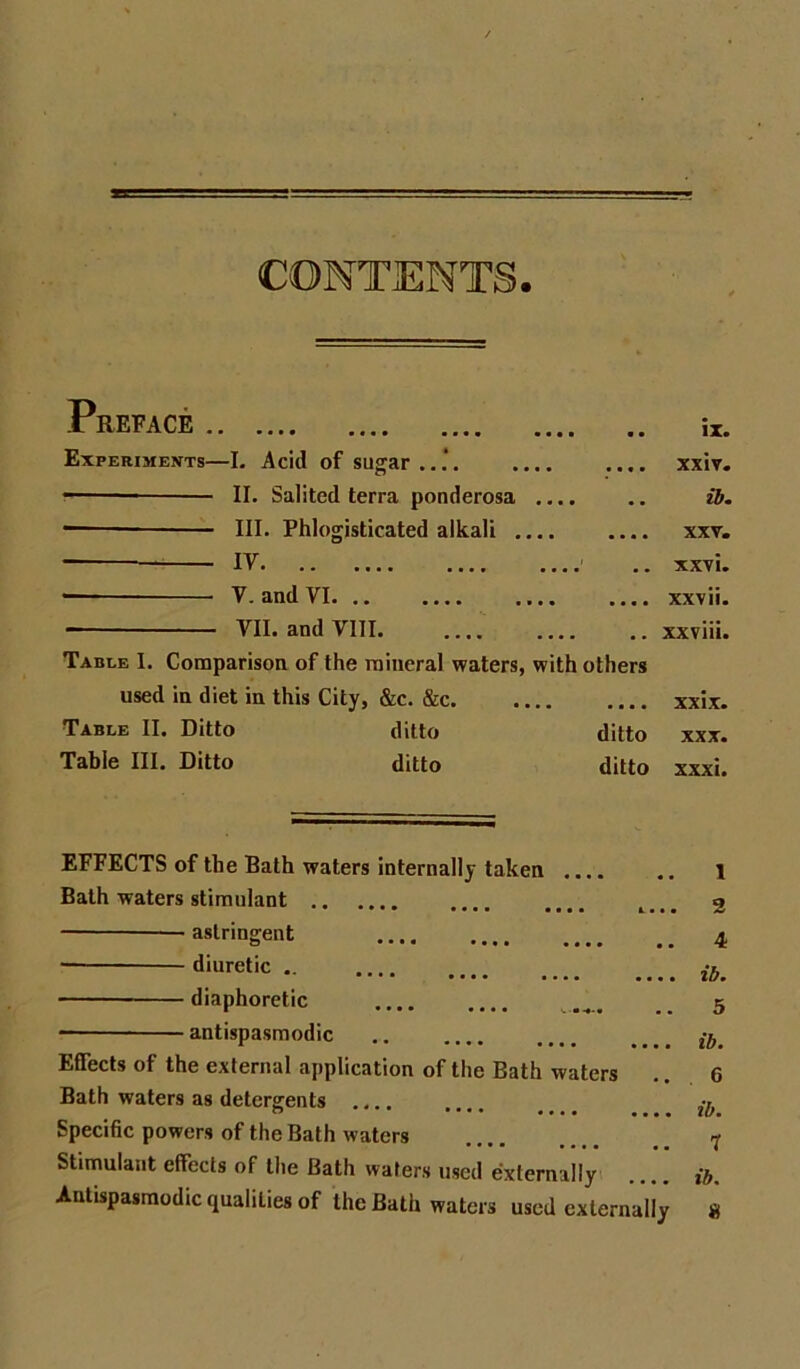 CONTENTS.
PREFACE .. .... .... .... .... .. ix.
EXPERIMENTS—I. Acid of sugar .... .... .... xxiv.
———— II. Salited terra ponderosa .... .. ib.
———— III. Phlogisticated alkali .... .... xxv.
———— IV. .. .... .... .... .. xxvi.
———— V. and VI. .. .... .... .... xxvii.
———— VII. and VIII. .... .... .. xxviii.
TABLE I. Comparison of the mineral waters, with others
used in diet in this City, &c. &c. .... .... xxix.
TABLE II. Ditto ditto ditto xxx.
Table III. Ditto ditto ditto xxxi.
EFFECTS of the Bath waters internally taken .... .. 1
Bath waters stimulant .. .... .... .... .... 2
———— astringent .... .... .... .. 4
———— diuretic .. .... .... .... .... ib.
———— diaphoretic .... .... .... .. 5
———— antispasmodic .. .... .... .... ib.
Effects of the external application of the Bath waters .. 6
Bath waters as detergents .... .... .... .... ib.
Specific powers of the Bath waters .... .... .. 7
Stimulant effects of the Bath waters used externally .... ib.
Antispasmodic qualities of the Bath waters used externally 8